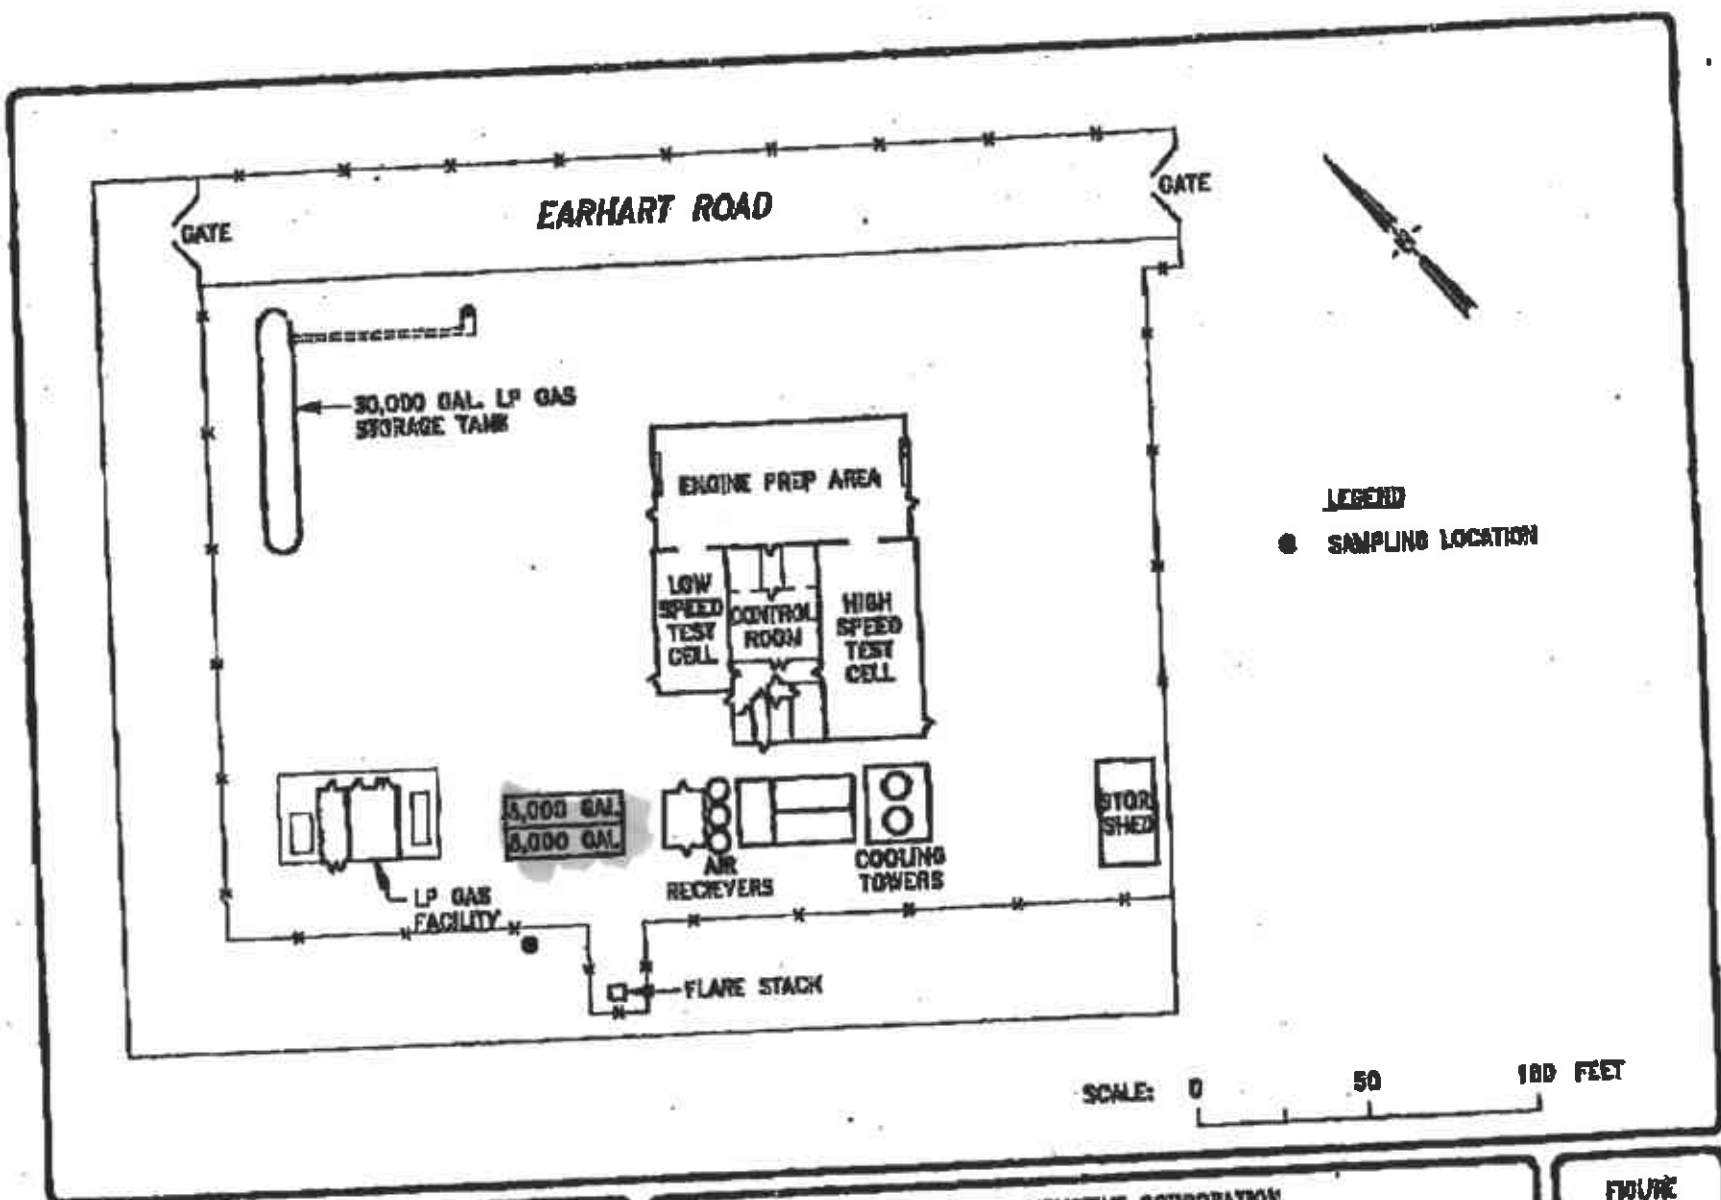 EARHART ROAD
GATE
GATE
30,000 GAL. LP GAS
STORAGE TANK
ENGINE PREP AREA
LOW
SPEED
TEST
CELL
CONTROL
ROOM
HIGH
SPEED
TEST
CELL
LEGEND
● SAMPLING LOCATION
5,000 GAL.
5,000 GAL.
AIR
RECIEVERS
COOLING
TOWERS
STOR.
SHED
LP GAS
FACILITY
FLARE STACK
SCALE: 0 50 100 FEET
CORPORATION
FIGURE